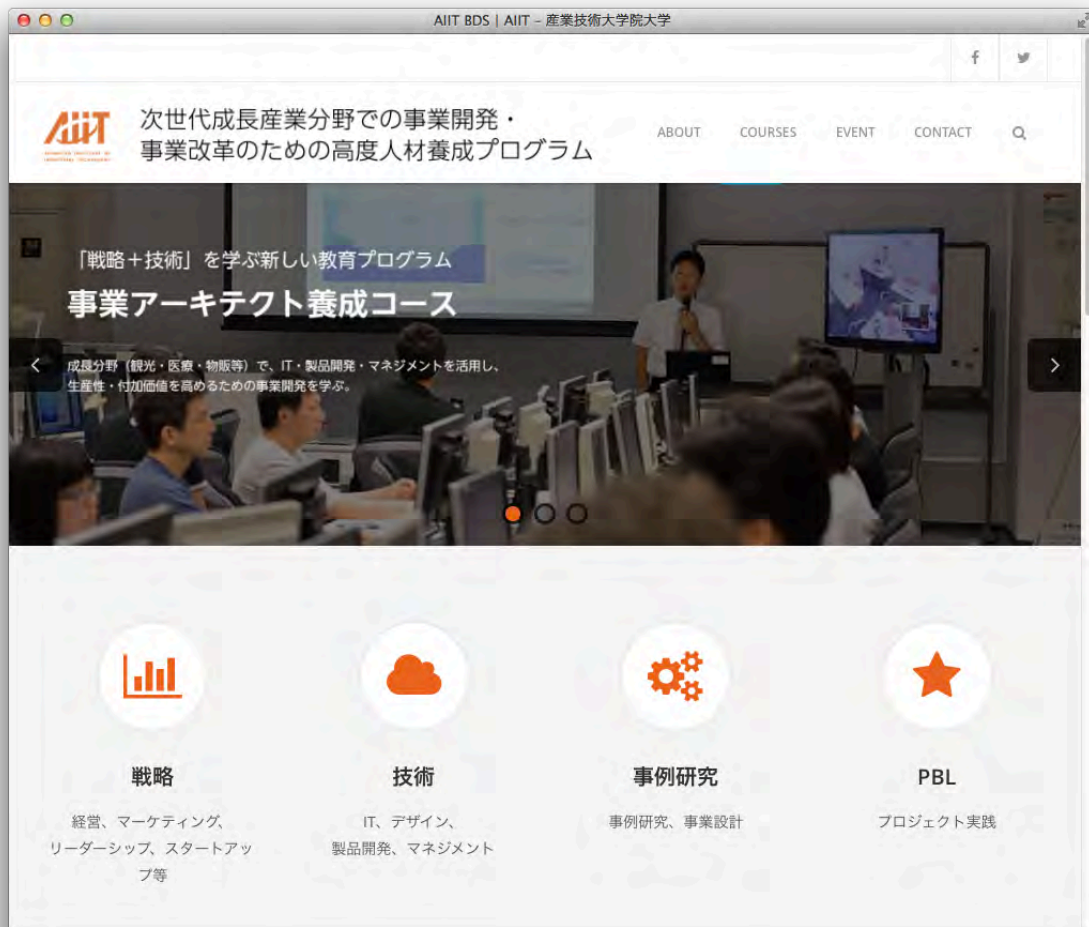 AIIT BDS | AIIT – 産業技術大学院大学
AiiT
次世代成長産業分野での事業開発・
事業改革のための高度人材養成プログラム
ABOUT COURSES EVENT CONTACT
「戦略＋技術」を学ぶ新しい教育プログラム
事業アーキテクト養成コース
成長分野（観光・医療・物販等）で、IT・製品開発・マネジメントを活用し、
生産性・付加価値を高めるための事業開発を学ぶ。
戦略
経営、マーケティング、
リーダーシップ、スタートアッ
プ等
技術
IT、デザイン、
製品開発、マネジメント
事例研究
事例研究、事業設計
PBL
プロジェクト実践